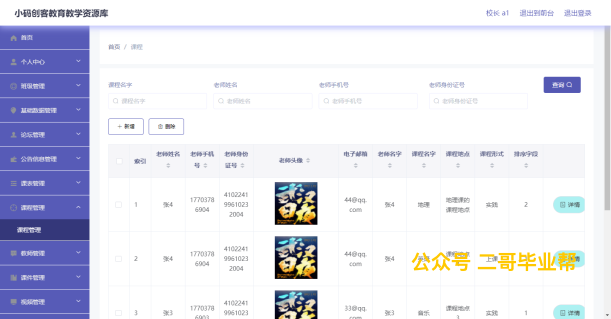 小码创客教育教学资源库 校长 a1 退出到前台 退出登录
首页
个人中心
班级管理
基础数据管理
论坛管理
公告信息管理
课表管理
课程管理
课程管理
教师管理
课件管理
视频管理
首页 / 课程
课程名字 老师姓名 老师手机号 老师身份证号
课程名字 老师姓名 老师手机号 老师身份证号 查询
+ 新增 删除
索引 老师姓名 老师手机号 老师身份证号 老师头像 电子邮箱 老师名字 课程名字 课程地点 课程形式 排序字段
1 张4 17703786904 410224199610232004 44@qq.com 张4 地理 地理课的课程地点 实践 2 详情
2 张4 17703786904 410224199610232004 44@qq.com 张4 上课 详情
3 张3 17703786903 410224199610232 33@qq.com 张3 音乐 课程地点3 实践 1 详情
公众号 二哥毕业帮